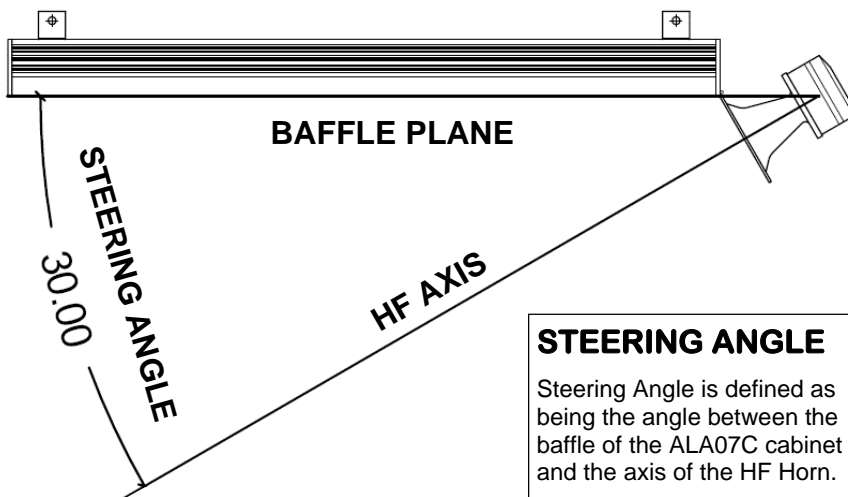 BAFFLE PLANE
STEERING ANGLE
30.00
HF AXIS
STEERING ANGLE
Steering Angle is defined as
being the angle between the
baffle of the ALA07C cabinet
and the axis of the HF Horn.